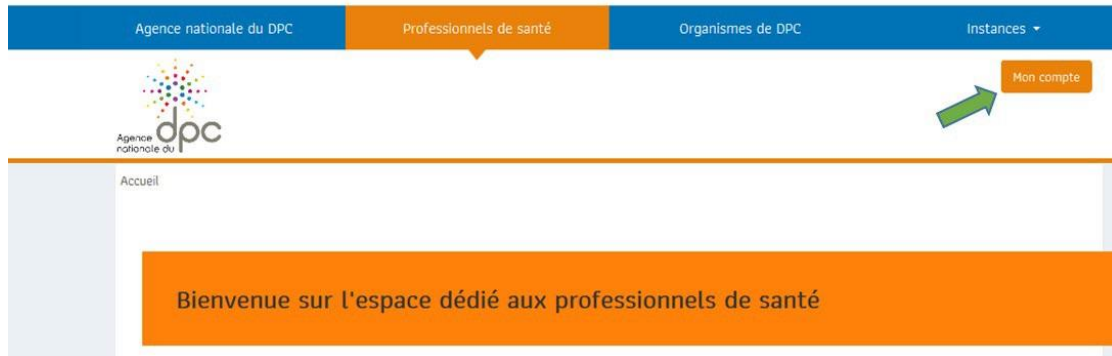 Agence nationale du DPC
Professionnels de santé
Organismes de DPC
Instances
Mon compte
Agence
nationale du dpc
Accueil
Bienvenue sur l'espace dédié aux professionnels de santé